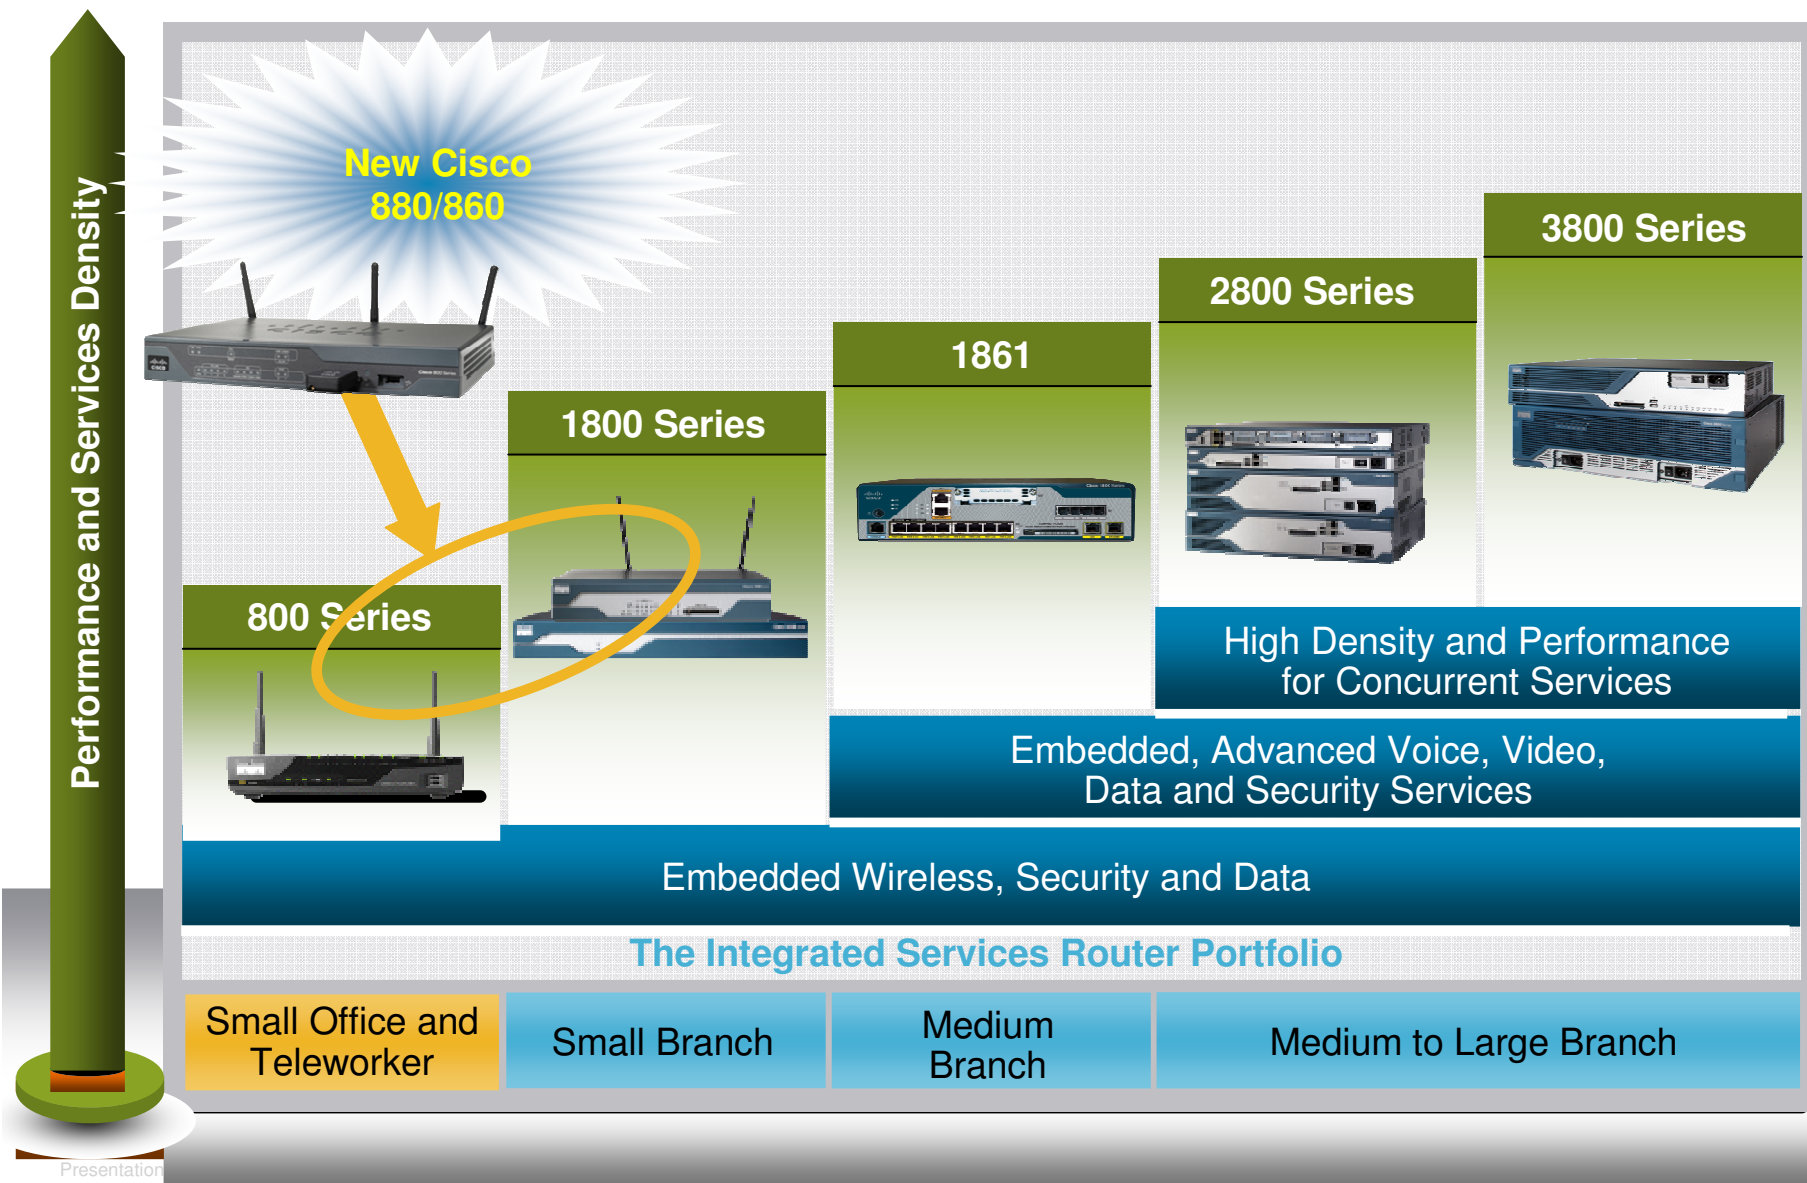 Performance and Services Density
New Cisco
880/860
3800 Series
2800 Series
1861
1800 Series
800 Series
CISCO
High Density and Performance
for Concurrent Services
Embedded, Advanced Voice, Video,
Data and Security Services
Embedded Wireless, Security and Data
The Integrated Services Router Portfolio
Small Office and
Teleworker
Small Branch
Medium
Branch
Medium to Large Branch
Presentation